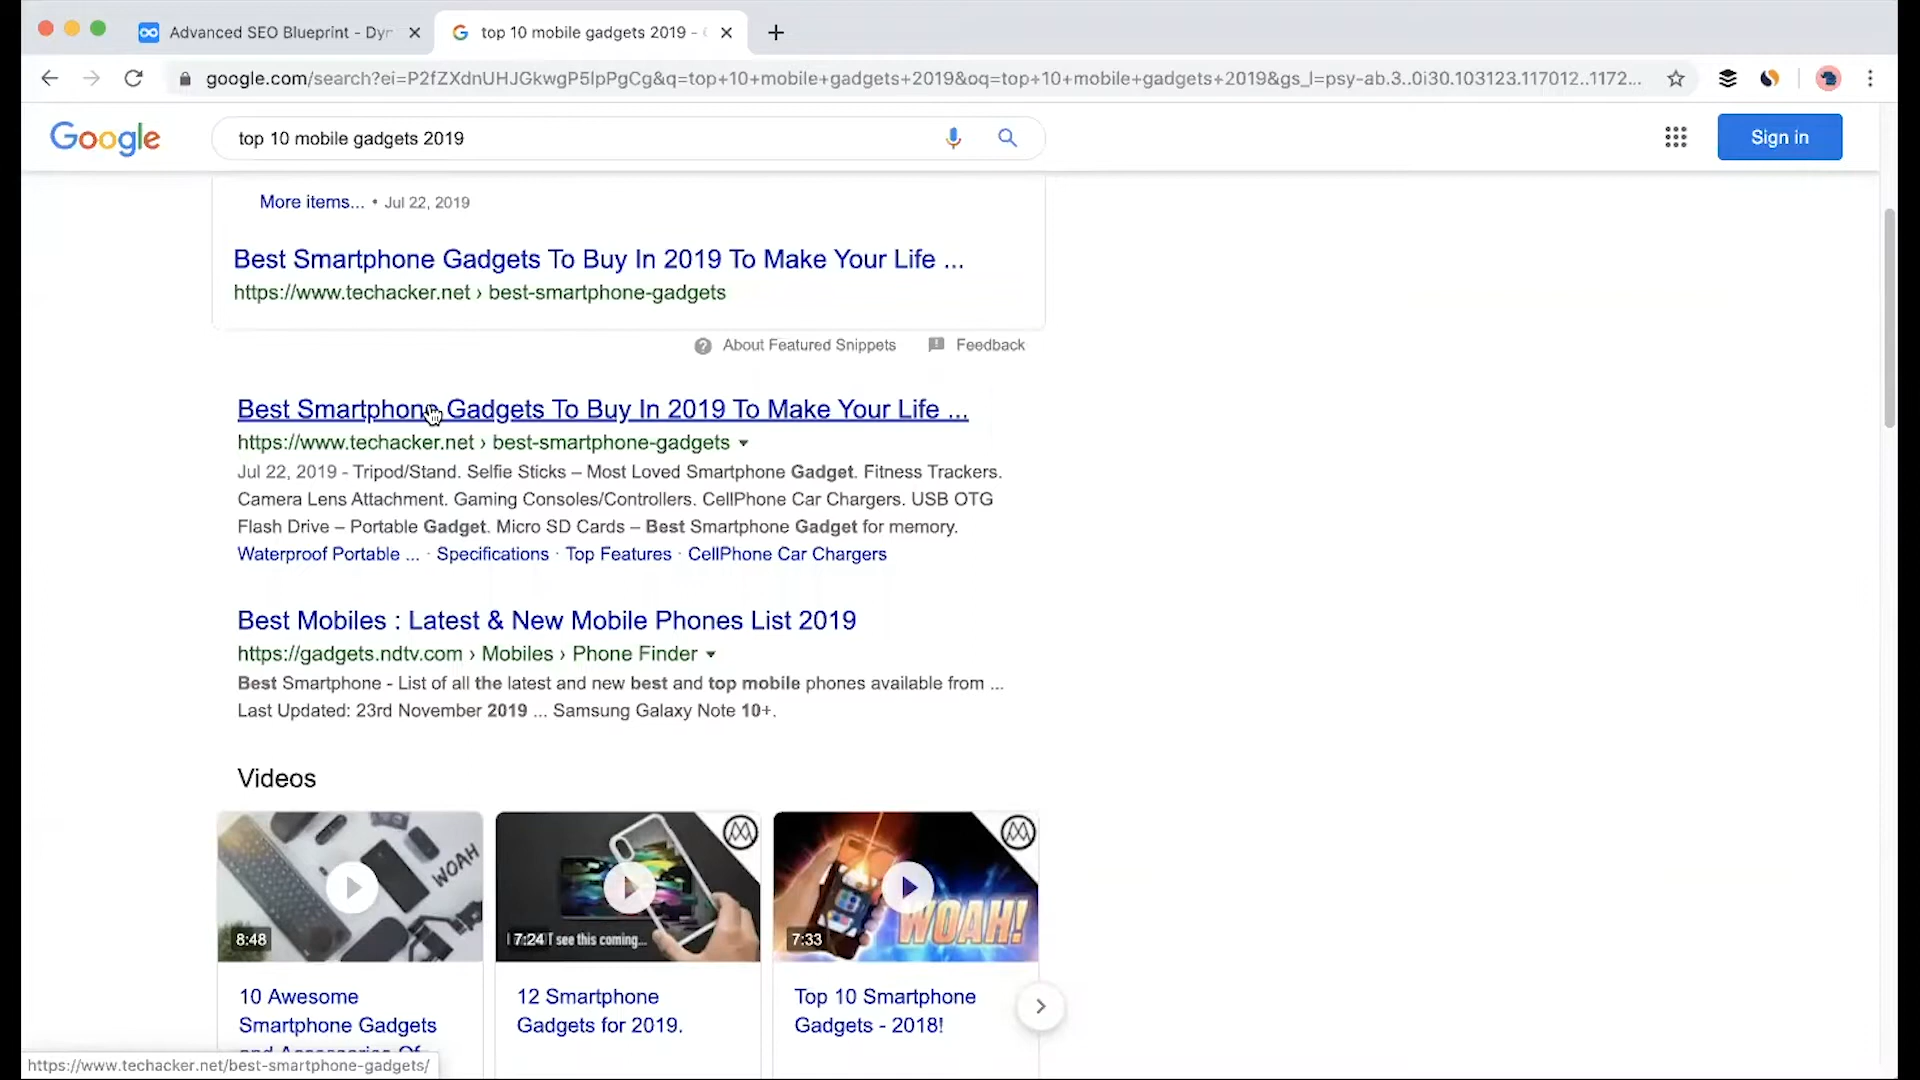 Advanced SEO Blueprint - Dyn
top 10 mobile gadgets 2019 -
google.com/search?ei=P2fZXdnUHJGkwgP5lpPgCg&q=top+10+mobile+gadgets+2019&oq=top+10+mobile+gadgets+2019&gs_l=psy-ab.3..0i30.103123.117012..1172...
Google
top 10 mobile gadgets 2019
Sign in
More items... • Jul 22, 2019
Best Smartphone Gadgets To Buy In 2019 To Make Your Life ...
https://www.techacker.net › best-smartphone-gadgets
About Featured Snippets
Feedback
Best Smartphone Gadgets To Buy In 2019 To Make Your Life ...
https://www.techacker.net › best-smartphone-gadgets
Jul 22, 2019 - Tripod/Stand. Selfie Sticks – Most Loved Smartphone Gadget. Fitness Trackers.
Camera Lens Attachment. Gaming Consoles/Controllers. CellPhone Car Chargers. USB OTG
Flash Drive – Portable Gadget. Micro SD Cards – Best Smartphone Gadget for memory.
Waterproof Portable ... · Specifications · Top Features · CellPhone Car Chargers
Best Mobiles : Latest & New Mobile Phones List 2019
https://gadgets.ndtv.com › Mobiles › Phone Finder
Best Smartphone - List of all the latest and new best and top mobile phones available from ...
Last Updated: 23rd November 2019 ... Samsung Galaxy Note 10+.
Videos
WOAH
8:48
7:24
see this coming...
WOAH!
7:33
10 Awesome
Smartphone Gadgets
and Accessories Of
12 Smartphone
Gadgets for 2019.
Top 10 Smartphone
Gadgets - 2018!
https://www.techacker.net/best-smartphone-gadgets/